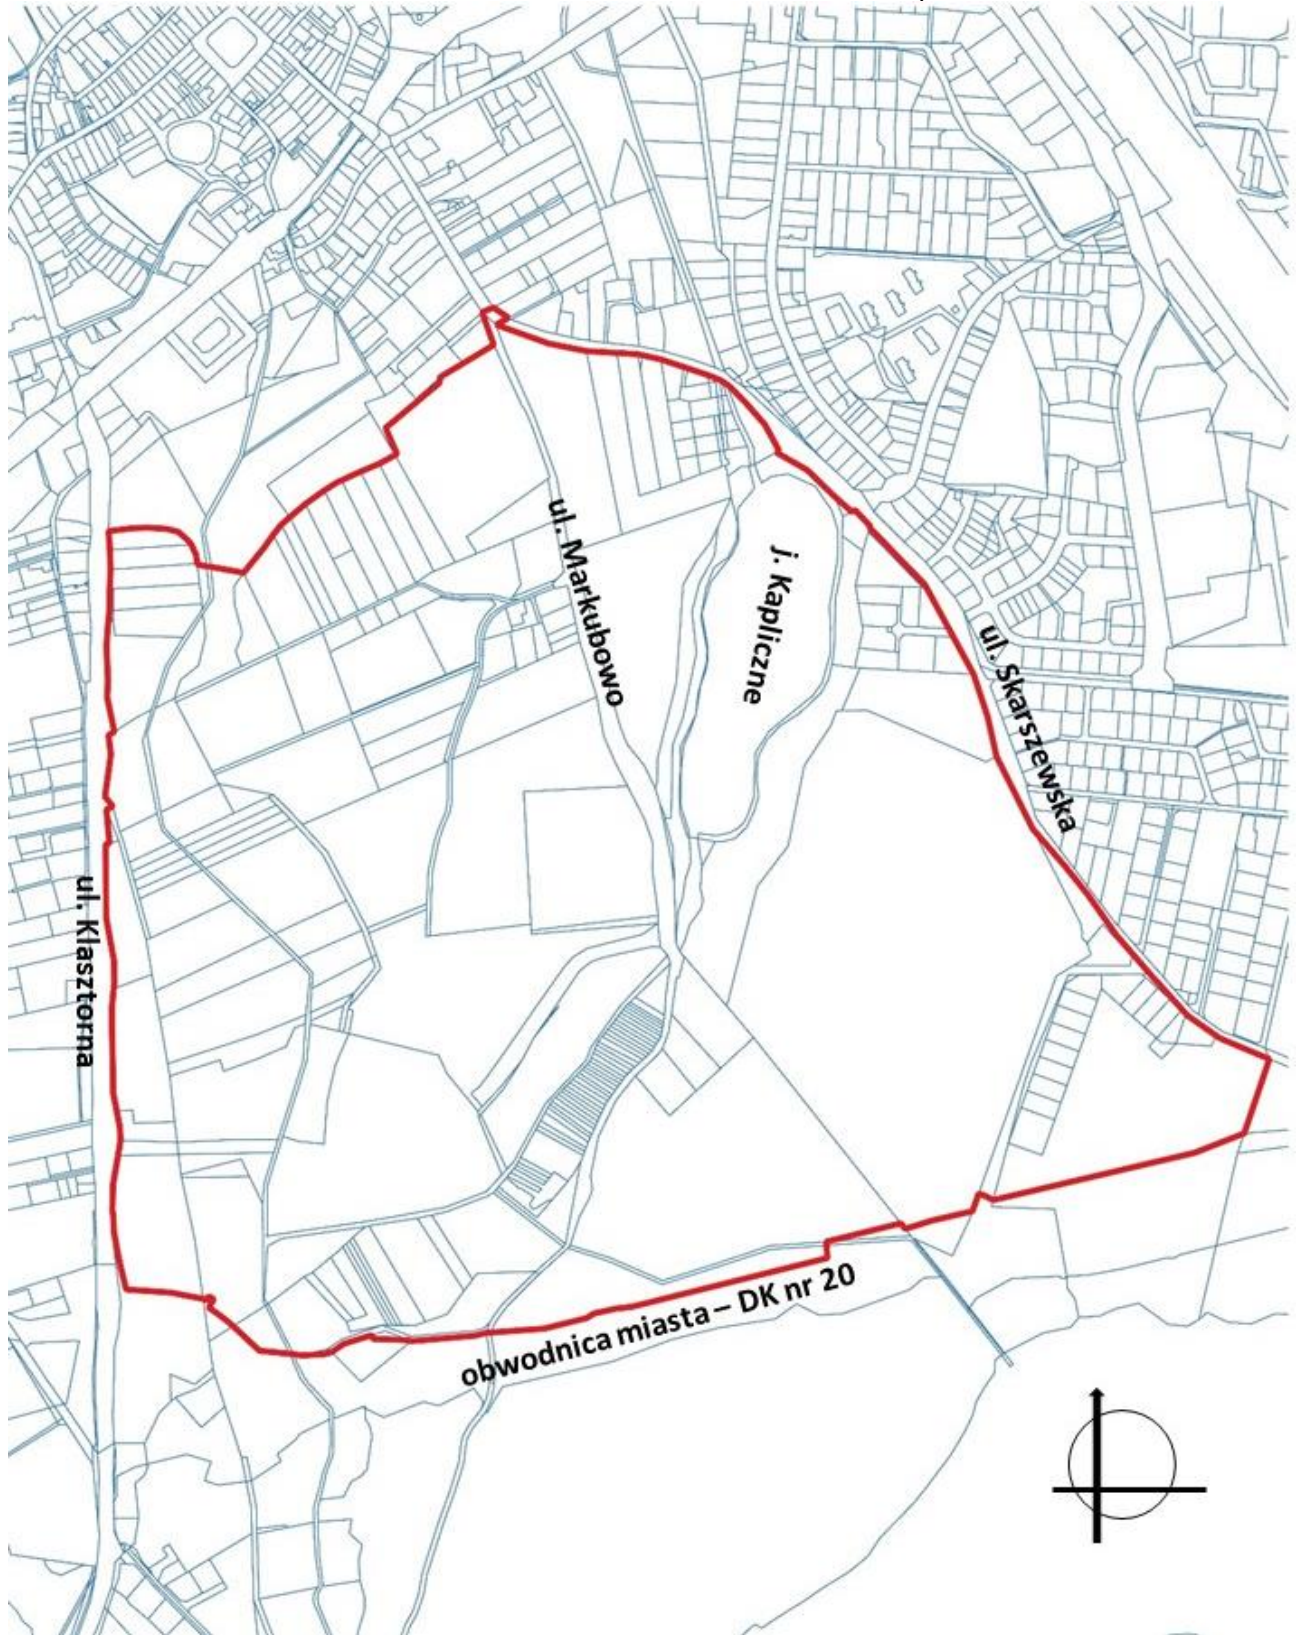 ul. Markubowo
j. Kapliczne
ul. Skarszewska
ul. Klasztorna
obwodnica miasta – DK nr 20